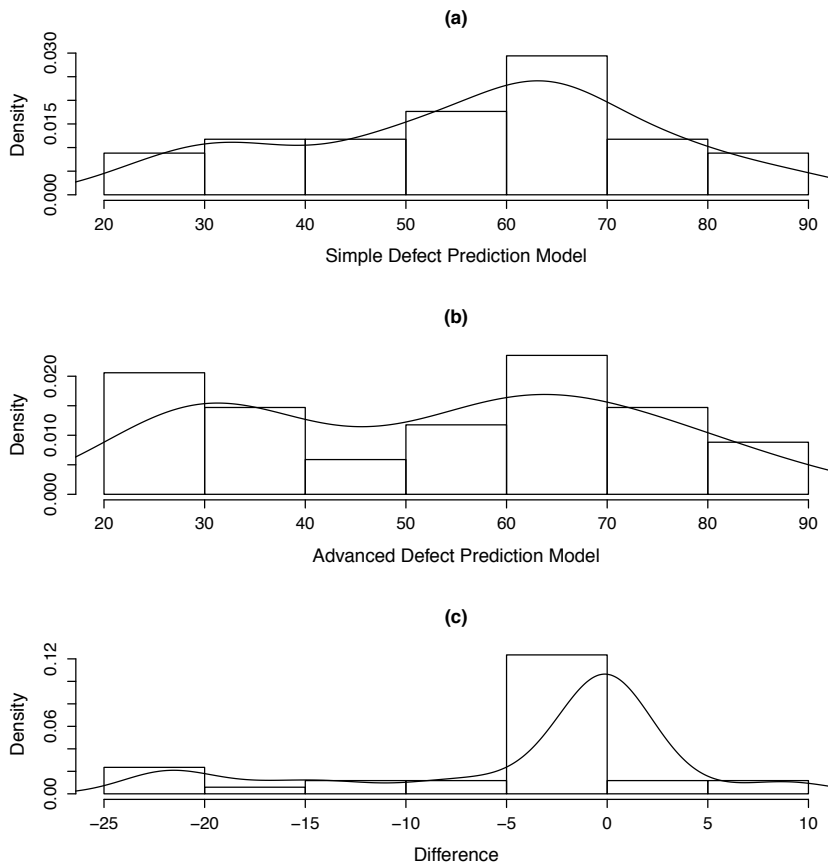 (a)
Density
0.000 0.015 0.030
20 30 40 50 60 70 80 90
Simple Defect Prediction Model
(b)
Density
0.000 0.010 0.020
20 30 40 50 60 70 80 90
Advanced Defect Prediction Model
(c)
Density
0.00 0.06 0.12
−25 −20 −15 −10 −5 0 5 10
Difference